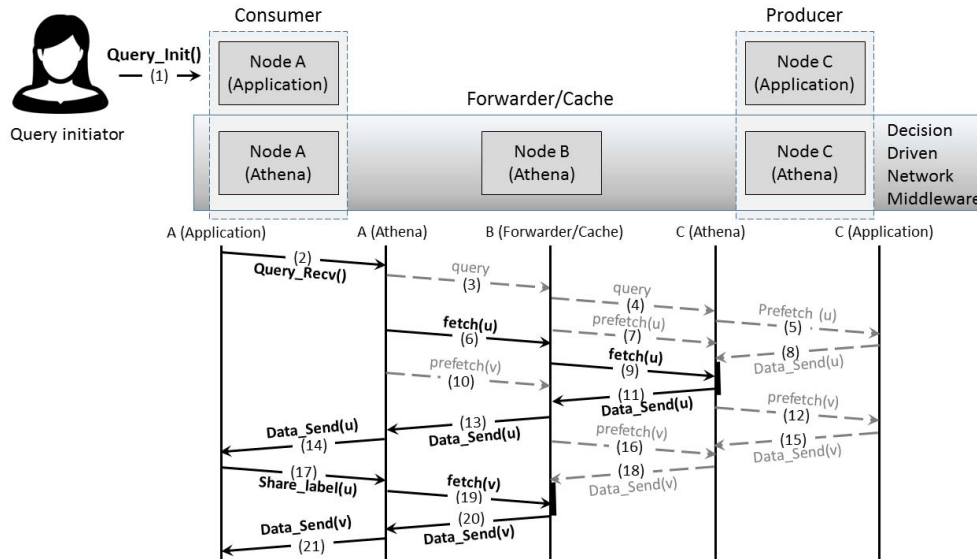 Consumer
Producer
Query_Init()
(1)
Node A
(Application)
Node C
(Application)
Query initiator
Forwarder/Cache
Node A
(Athena)
Node B
(Athena)
Node C
(Athena)
Decision
Driven
Network
Middleware
A (Application)
A (Athena)
B (Forwarder/Cache)
C (Athena)
C (Application)
(2)
Query_Recv()
query
(3)
query
(4)
Prefetch (u)
(5)
fetch(u)
(6)
prefetch(u)
(7)
(8)
Data_Send(u)
fetch(u)
(9)
prefetch(v)
(10)
(11)
Data_Send(u)
prefetch(v)
(12)
(13)
Data_Send(u)
Data_Send(u)
(14)
(15)
Data_Send(v)
prefetch(v)
(16)
(17)
Share_label(u)
(18)
Data_Send(v)
fetch(v)
(19)
(20)
Data_Send(v)
Data_Send(v)
(21)